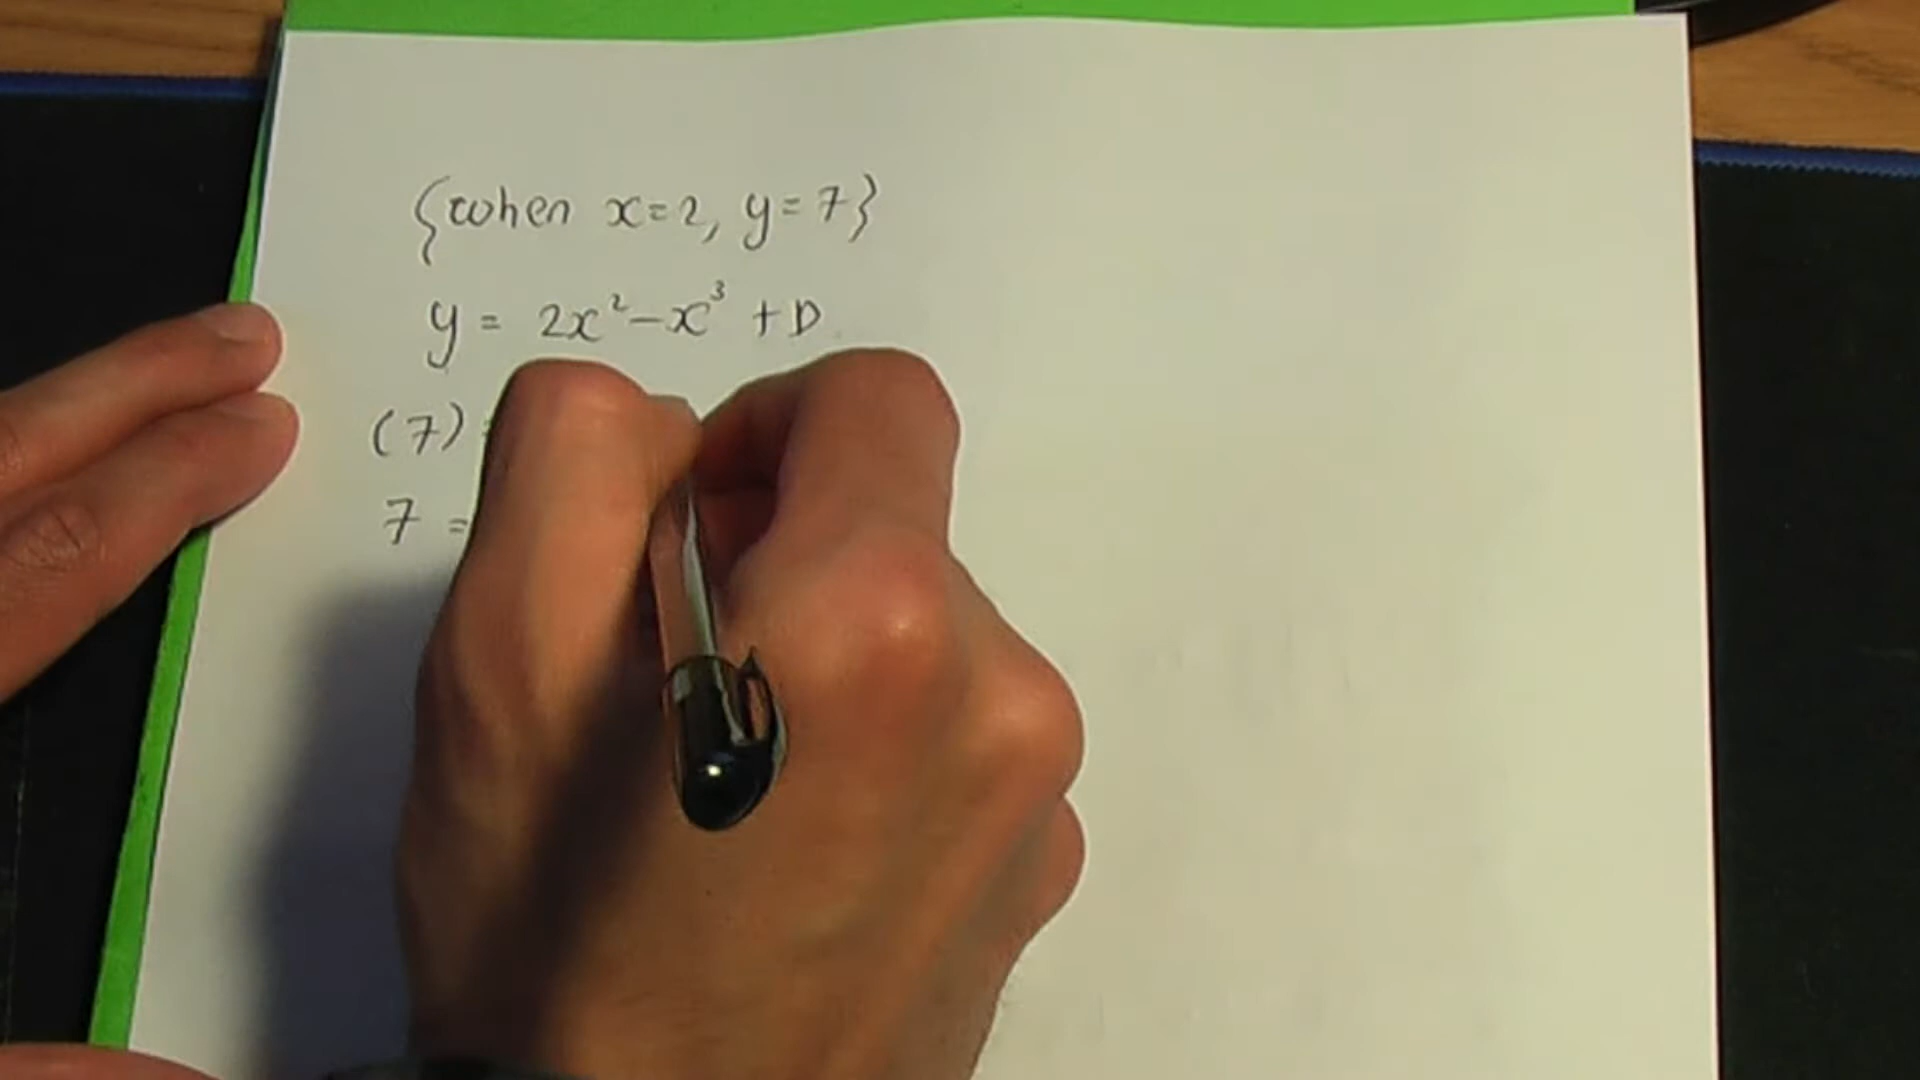 {when x=2, y=7}
y = 2x²-x³ +D
(7) =
7 =